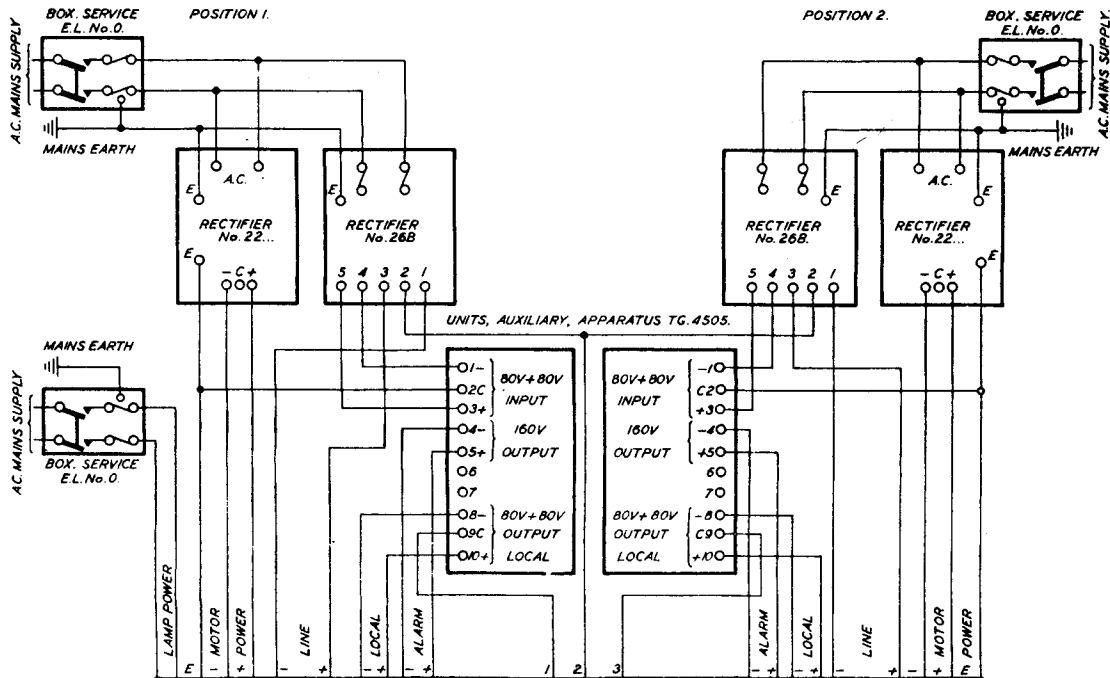 BOX. SERVICE
E.L. No.0.
POSITION 1.
POSITION 2.
BOX. SERVICE
E.L. No.0.
A.C. MAINS SUPPLY
A.C. MAINS SUPPLY.
MAINS EARTH
MAINS EARTH
E
A.C.
E
E
A.C.
E
RECTIFIER
No.22...
RECTIFIER
No.26B
RECTIFIER
No.26B.
RECTIFIER
No.22...
E
- C +
5 4 3 2 1
5 4 3 2 1
- C +
E
UNITS, AUXILIARY, APPARATUS TG.4505.
MAINS EARTH
A.C. MAINS SUPPLY
BOX. SERVICE
E.L. No.0.
1-
2C
3+
80V+80V
INPUT
4-
5+
160V
OUTPUT
6
7
8-
9C
10+
80V+80V
OUTPUT
LOCAL
-1
C2
+3
80V+80V
INPUT
-4
+5
160V
OUTPUT
6
7
-8
C9
+10
80V+80V
OUTPUT
LOCAL
LAMP POWER
E
- MOTOR
+ POWER
- LINE +
- LOCAL +
- ALARM +
1
2
3
- ALARM +
- LOCAL +
- LINE +
- MOTOR +
E POWER